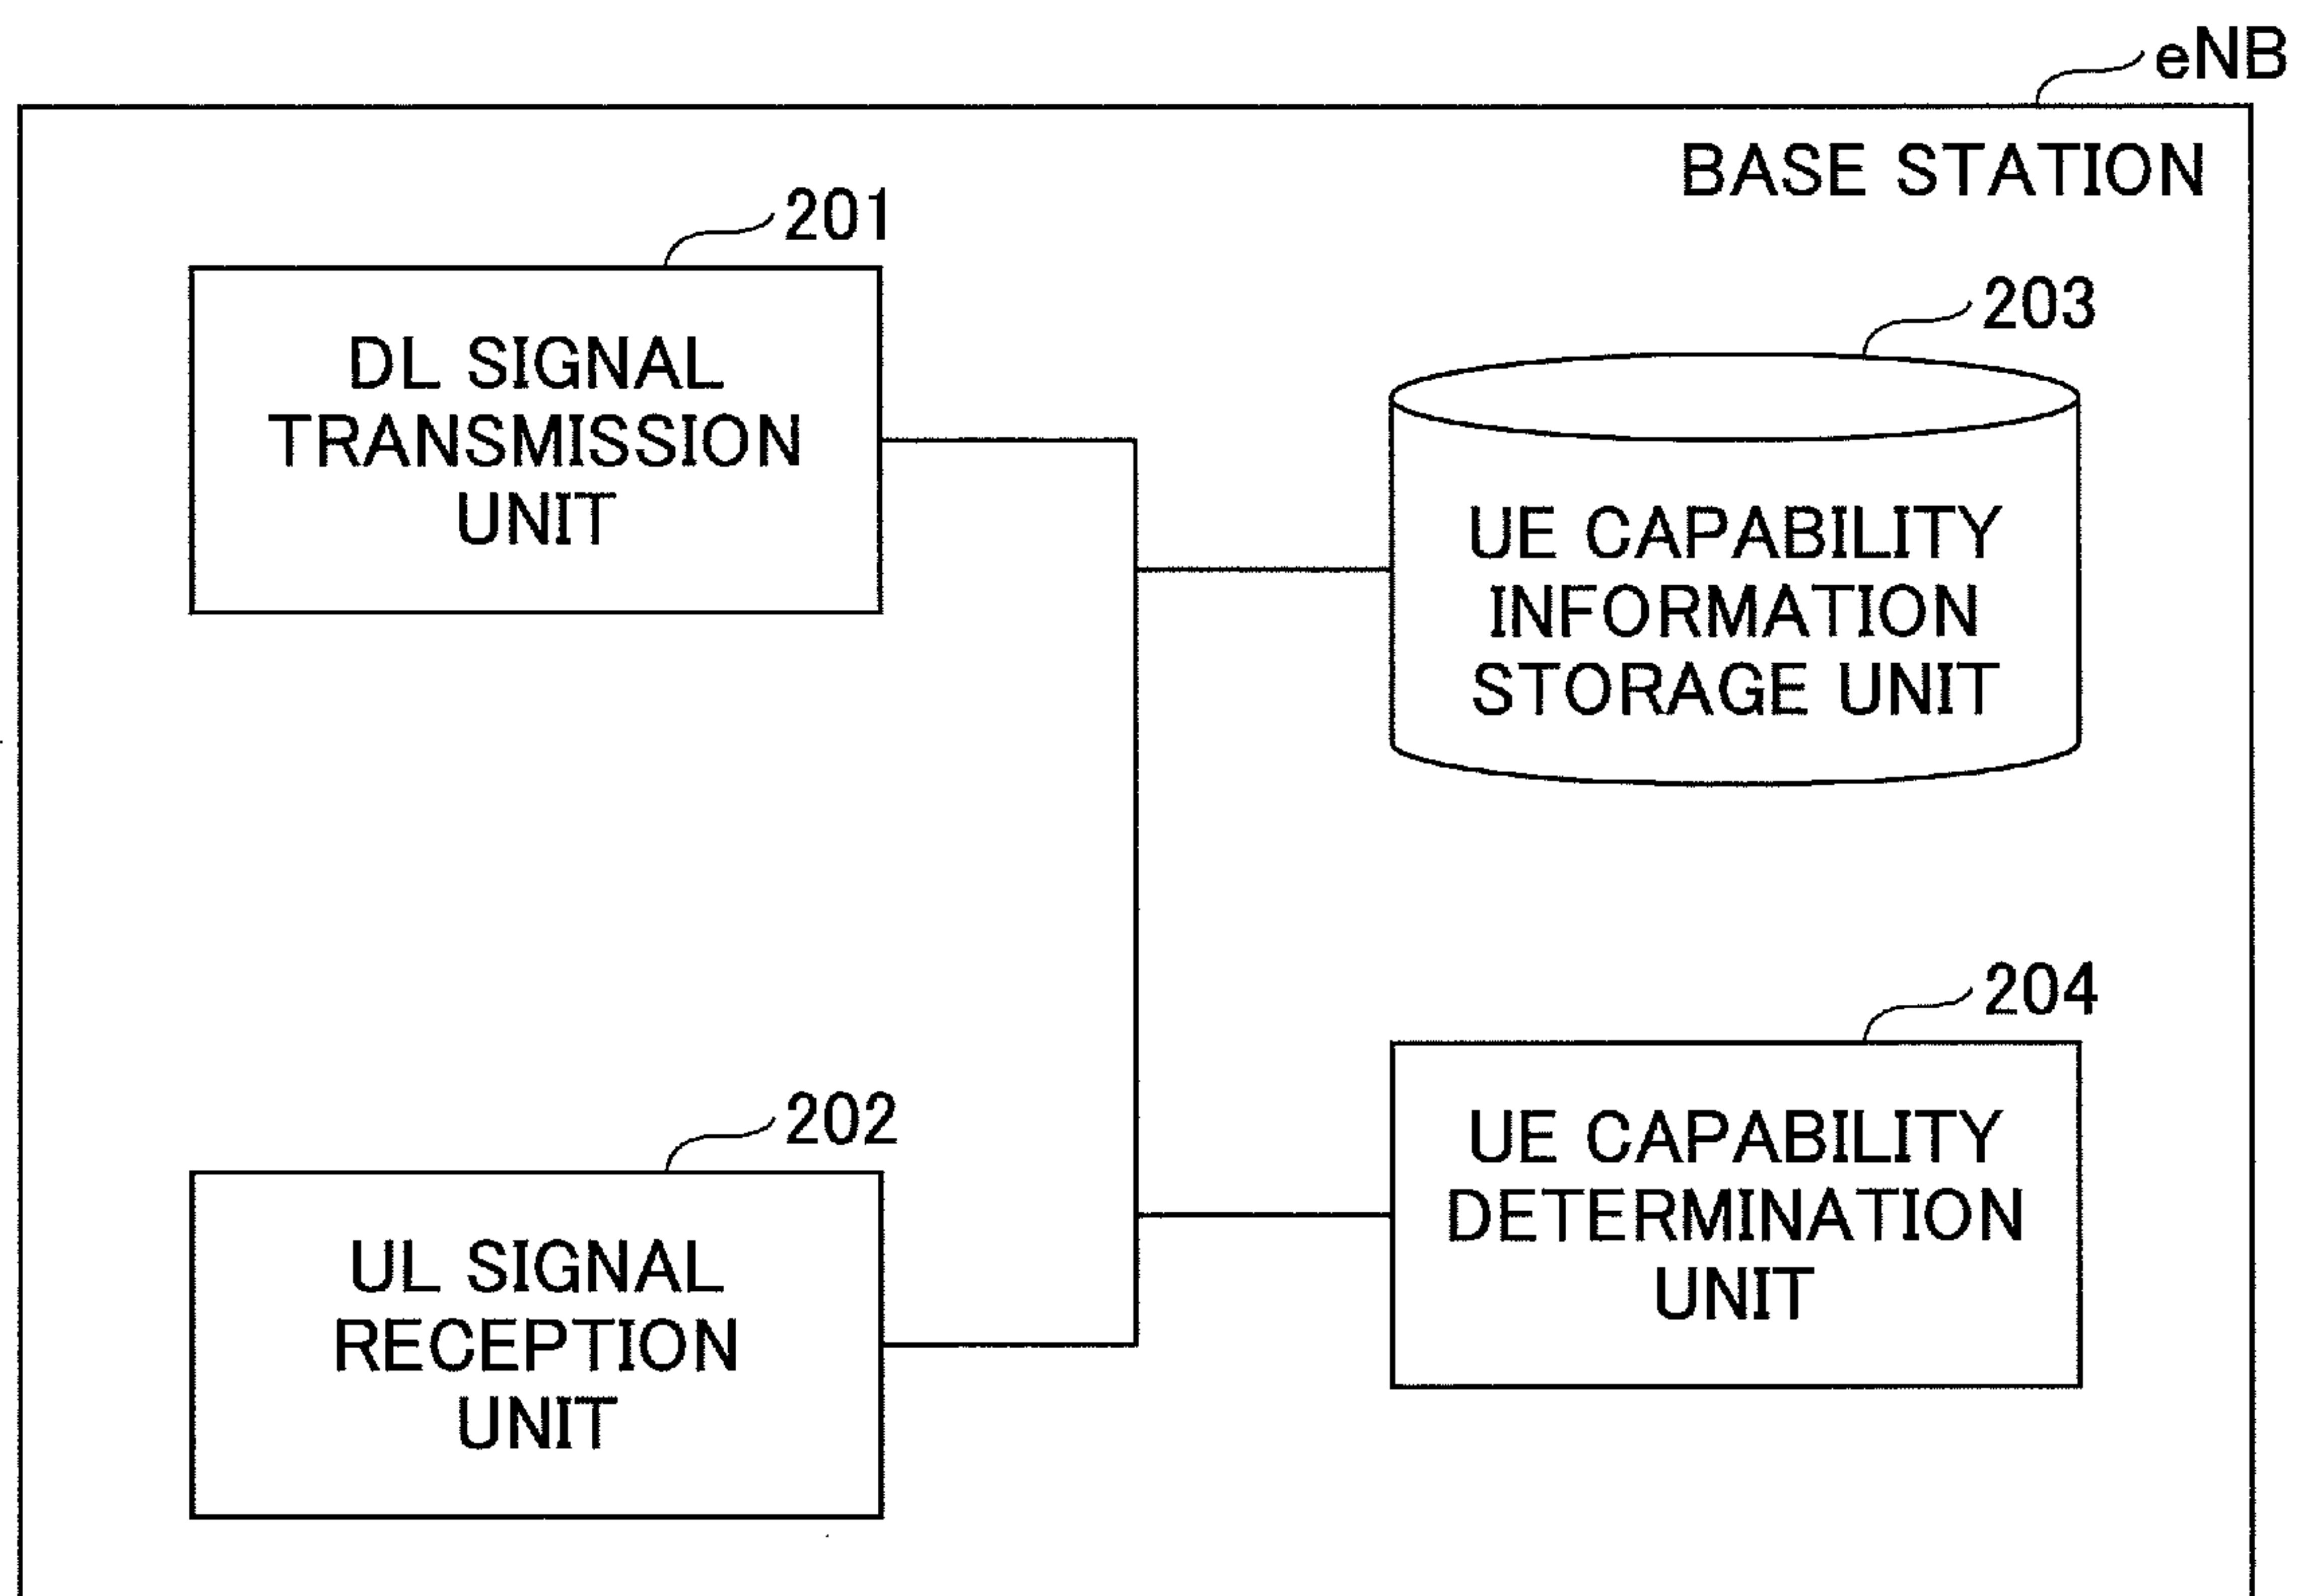 eNB
BASE STATION
201
DL SIGNAL
TRANSMISSION
UNIT
203
UE CAPABILITY
INFORMATION
STORAGE UNIT
202
UL SIGNAL
RECEPTION
UNIT
204
UE CAPABILITY
DETERMINATION
UNIT